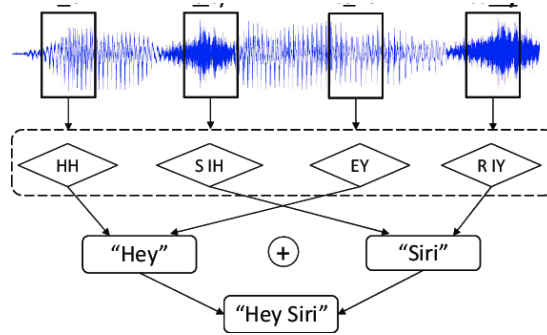 HH S IH EY R IY
“Hey” + “Siri”
“Hey Siri”